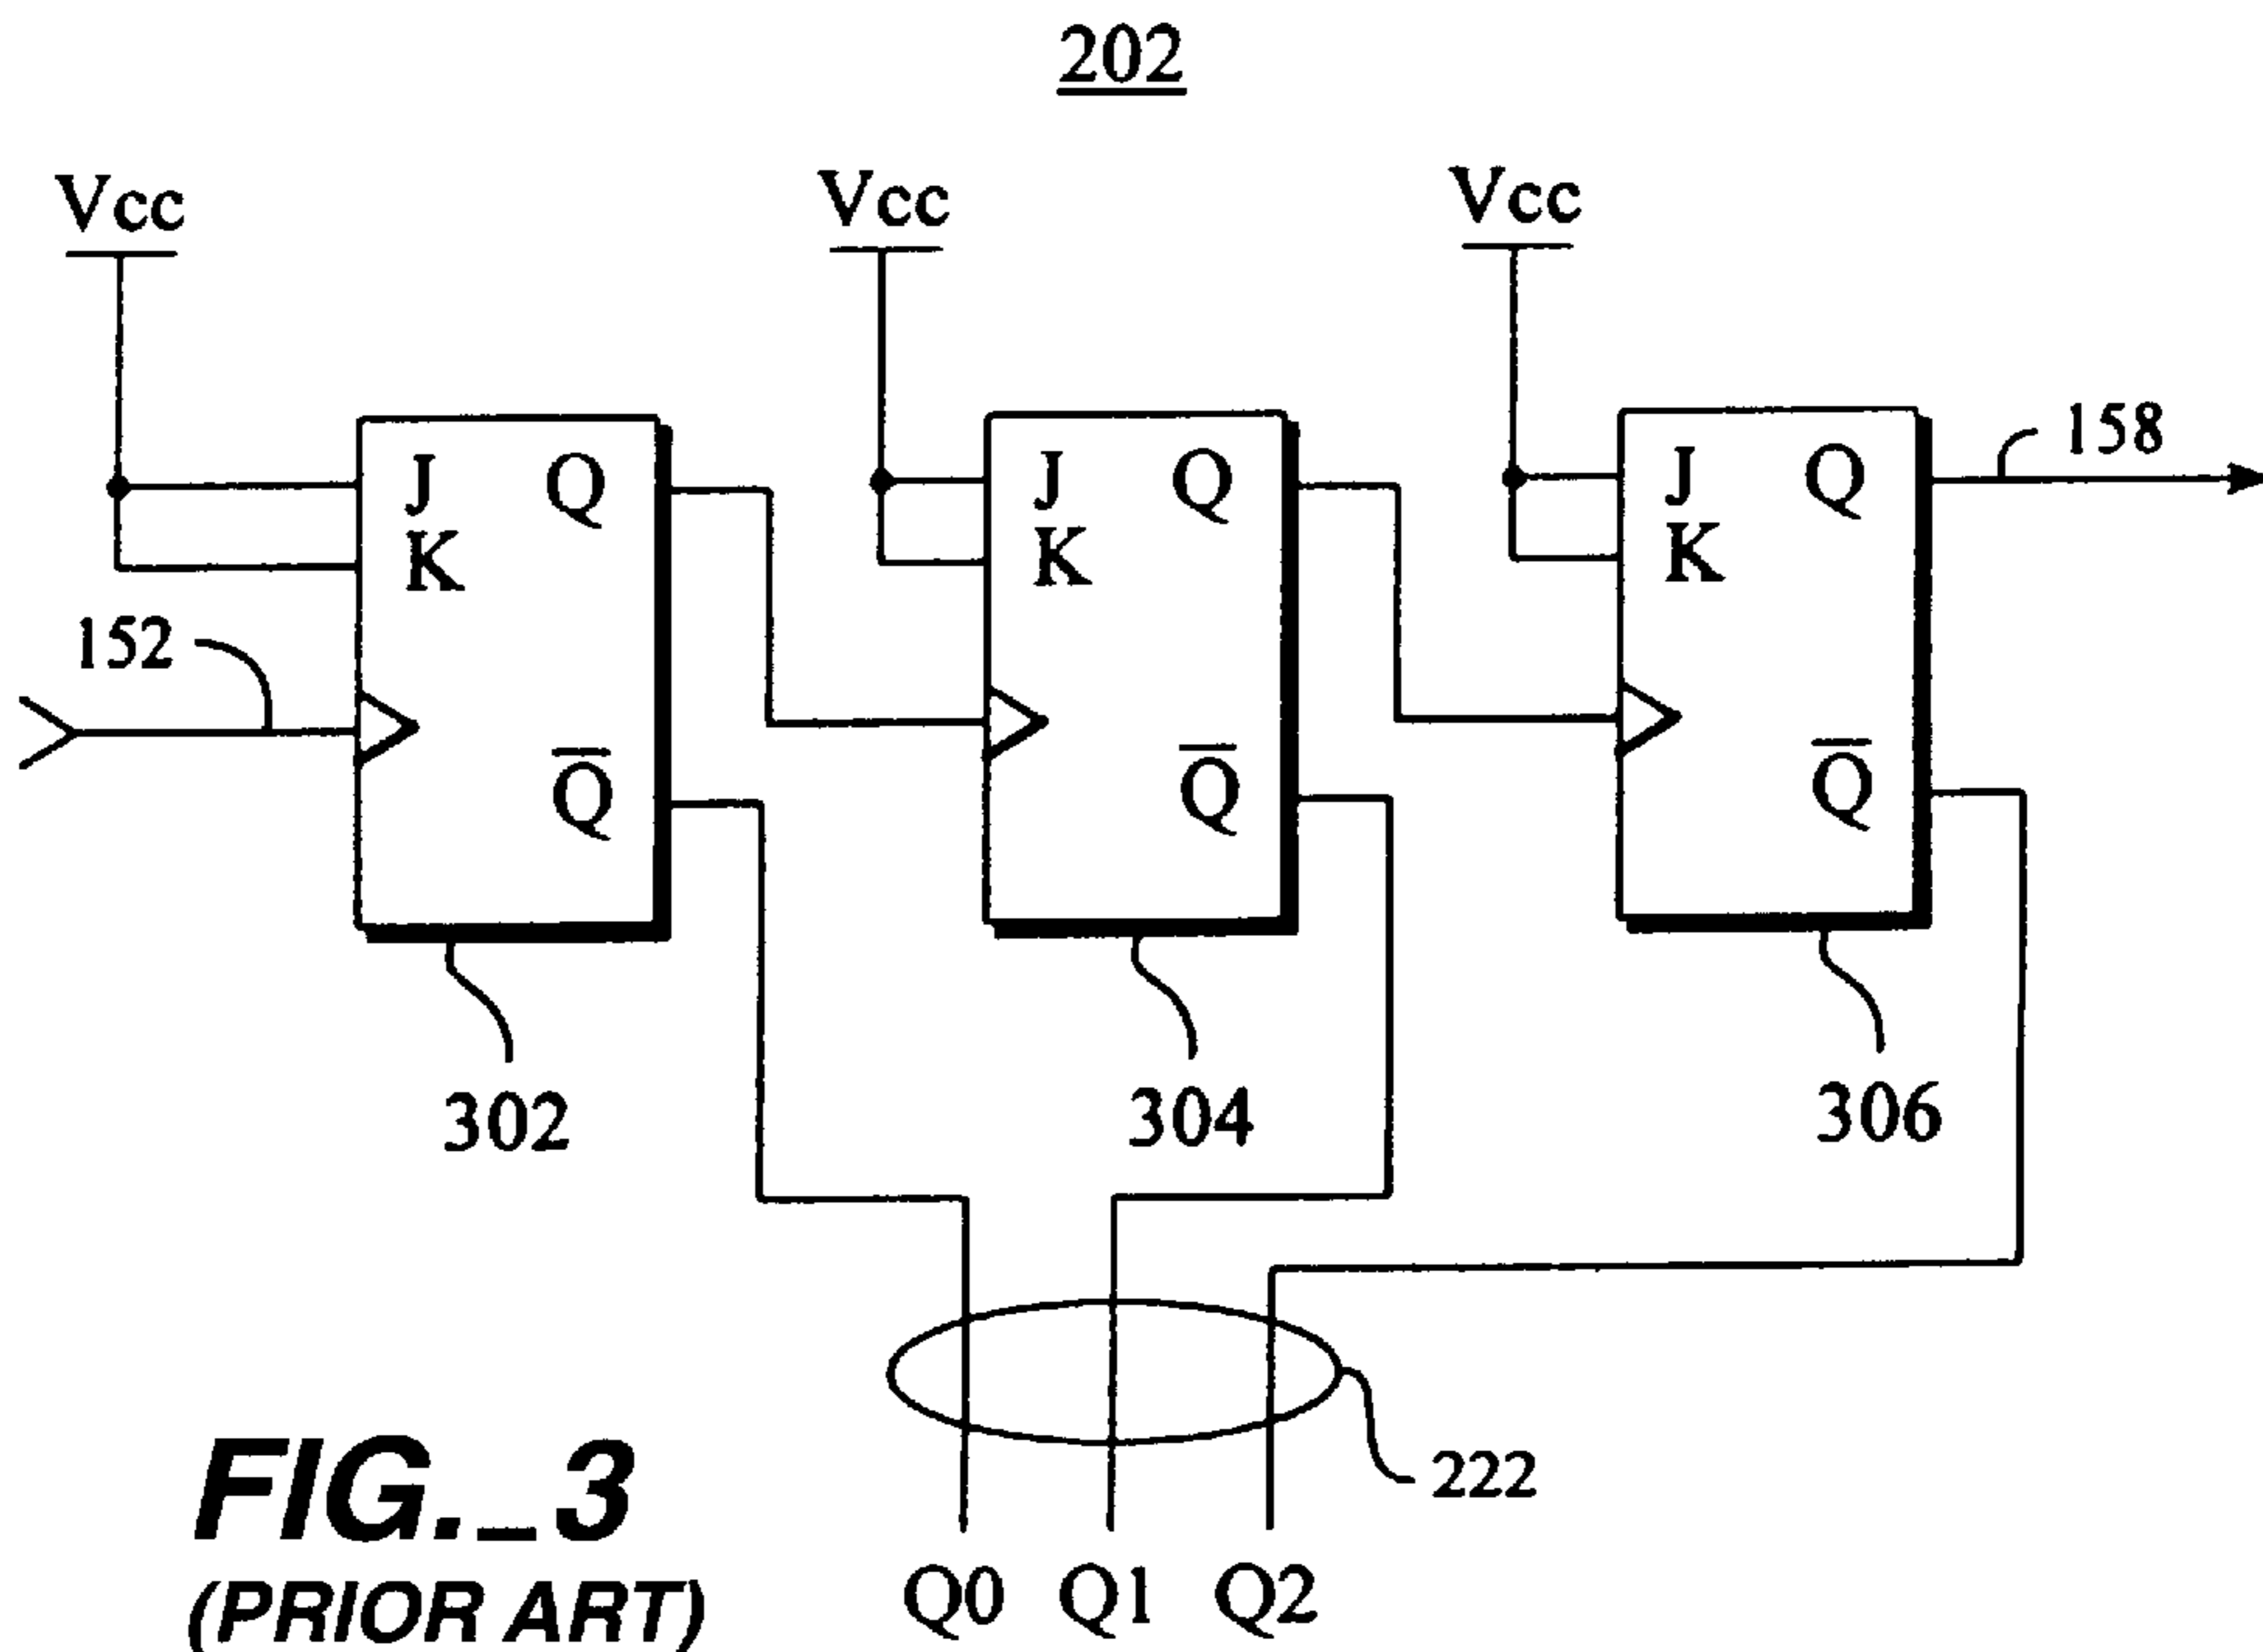 202
Vcc Vcc Vcc
158
J Q J Q J Q
K K K
152
Q̅ Q̅ Q̅
302 304 306
222
FIG._3
(PRIOR ART)
Q0 Q1 Q2